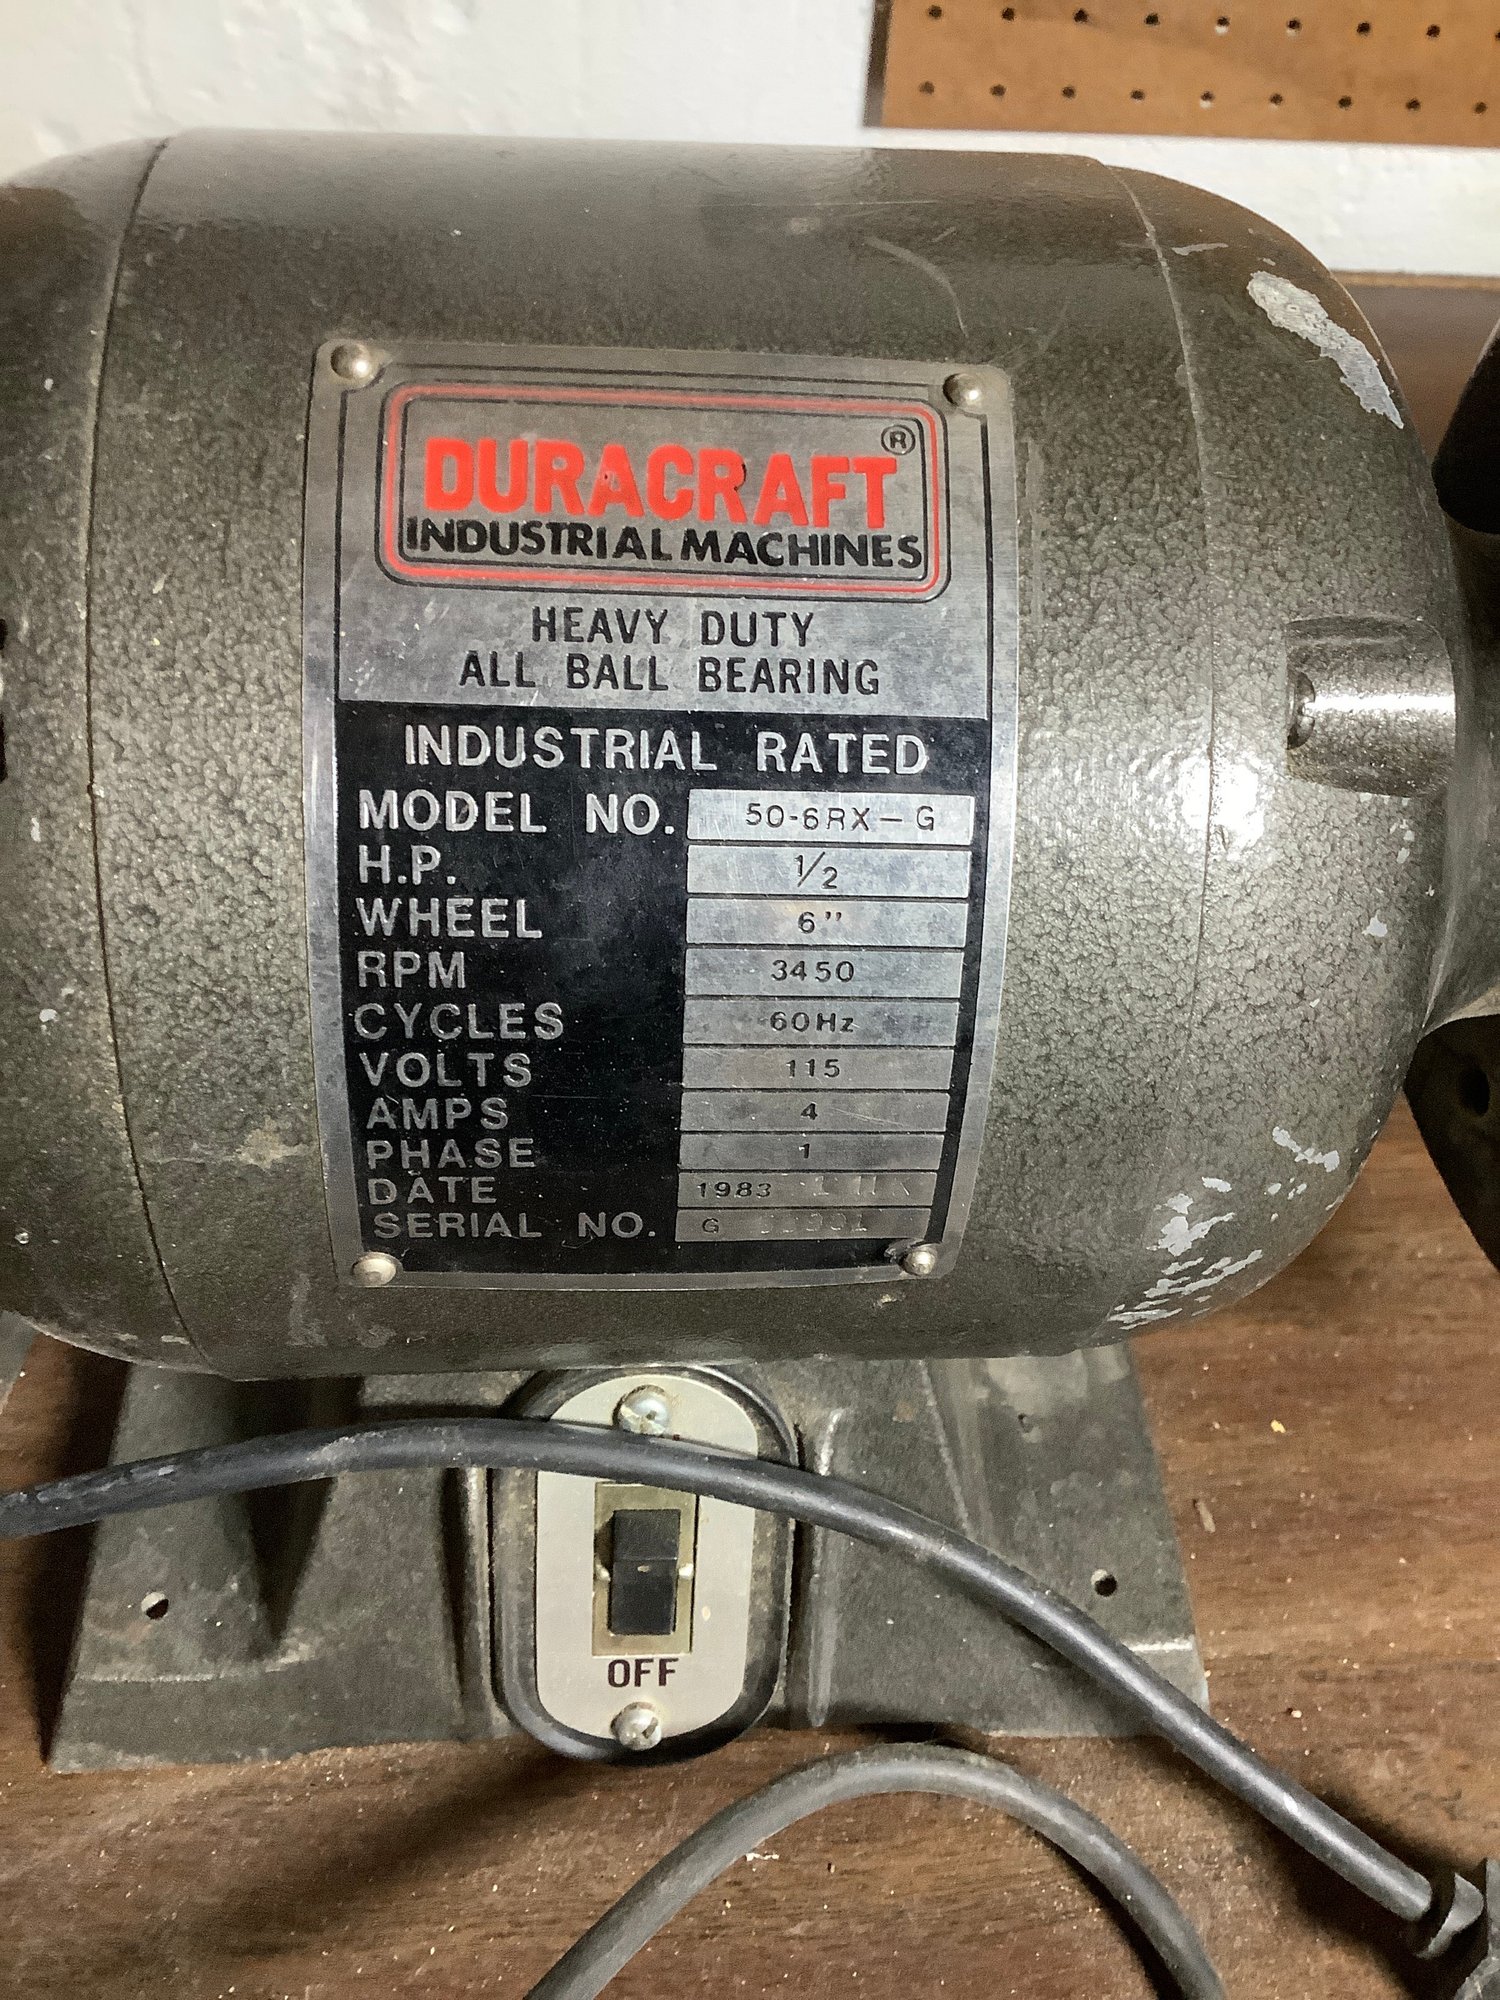 DURACRAFT ®
INDUSTRIAL MACHINES
HEAVY DUTY
ALL BALL BEARING
INDUSTRIAL RATED
MODEL NO. 50-6RX-G
H.P. 1/2
WHEEL 6"
RPM 3450
CYCLES 60Hz
VOLTS 115
AMPS 4
PHASE 1
DATE 1983
SERIAL NO. G
OFF